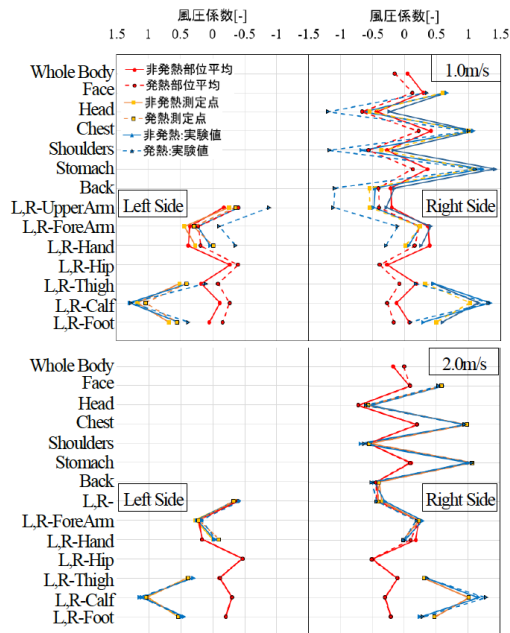 風圧係数[-] 風圧係数[-]
1.5 1 0.5 0 -0.5 -1 -1 -0.5 0 0.5 1 1.5
1.0m/s
非発熱部位平均
発熱部位平均
非発熱測定点
発熱測定点
非発熱:実験値
発熱:実験値
Whole Body
Face
Head
Chest
Shoulders
Stomach
Back
L,R-UpperArm
L,R-ForeArm
L,R-Hand
L,R-Hip
L,R-Thigh
L,R-Calf
L,R-Foot
Left Side
Right Side
2.0m/s
Whole Body
Face
Head
Chest
Shoulders
Stomach
Back
L,R-
L,R-ForeArm
L,R-Hand
L,R-Hip
L,R-Thigh
L,R-Calf
L,R-Foot
Left Side
Right Side